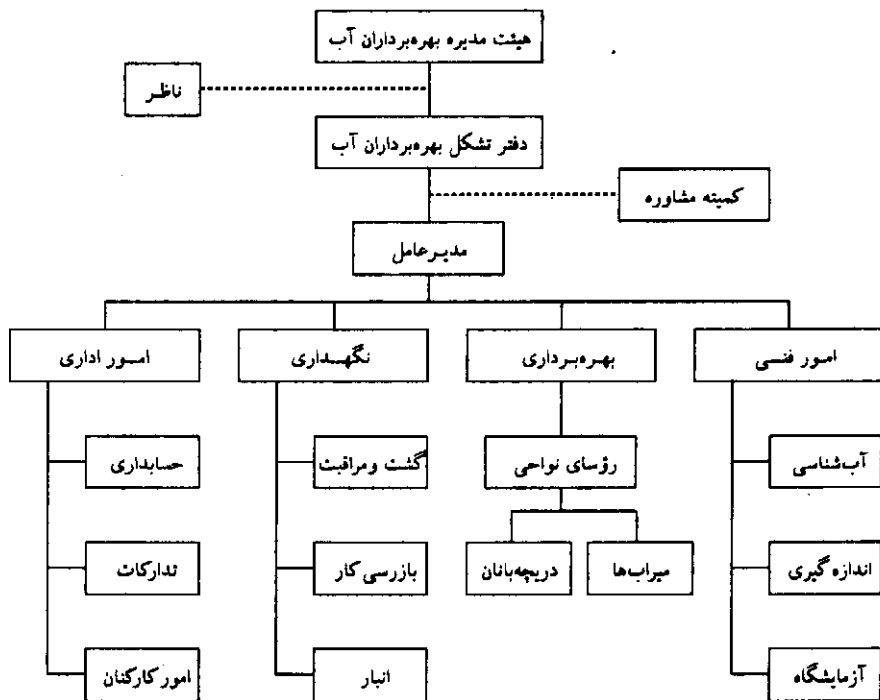 هیئت مدیره بهره‌برداران آب
ناظر
دفتر تشکل بهره‌برداران آب
کمیته مشاوره
مدیرعامل
امور فنی
بهره‌برداری
نگهداری
امور اداری
آب‌شناسی
رؤسای نواحی
گشت و مراقبت
حسابداری
اندازه‌گیری
میراب‌ها
دریچه‌بانان
بازرسی کار
تدارکات
آزمایشگاه
انبار
امور کارکنان